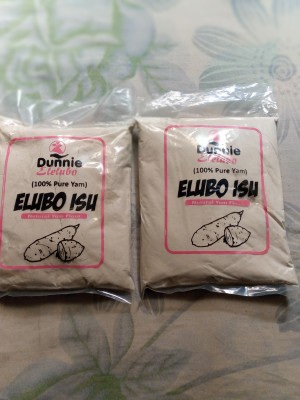 Dunnie
Elelubo
(100% Pure Yam)
ELUBO ISU
Dunnie
Elelubo
(100% Pure Yam)
ELUBO ISU